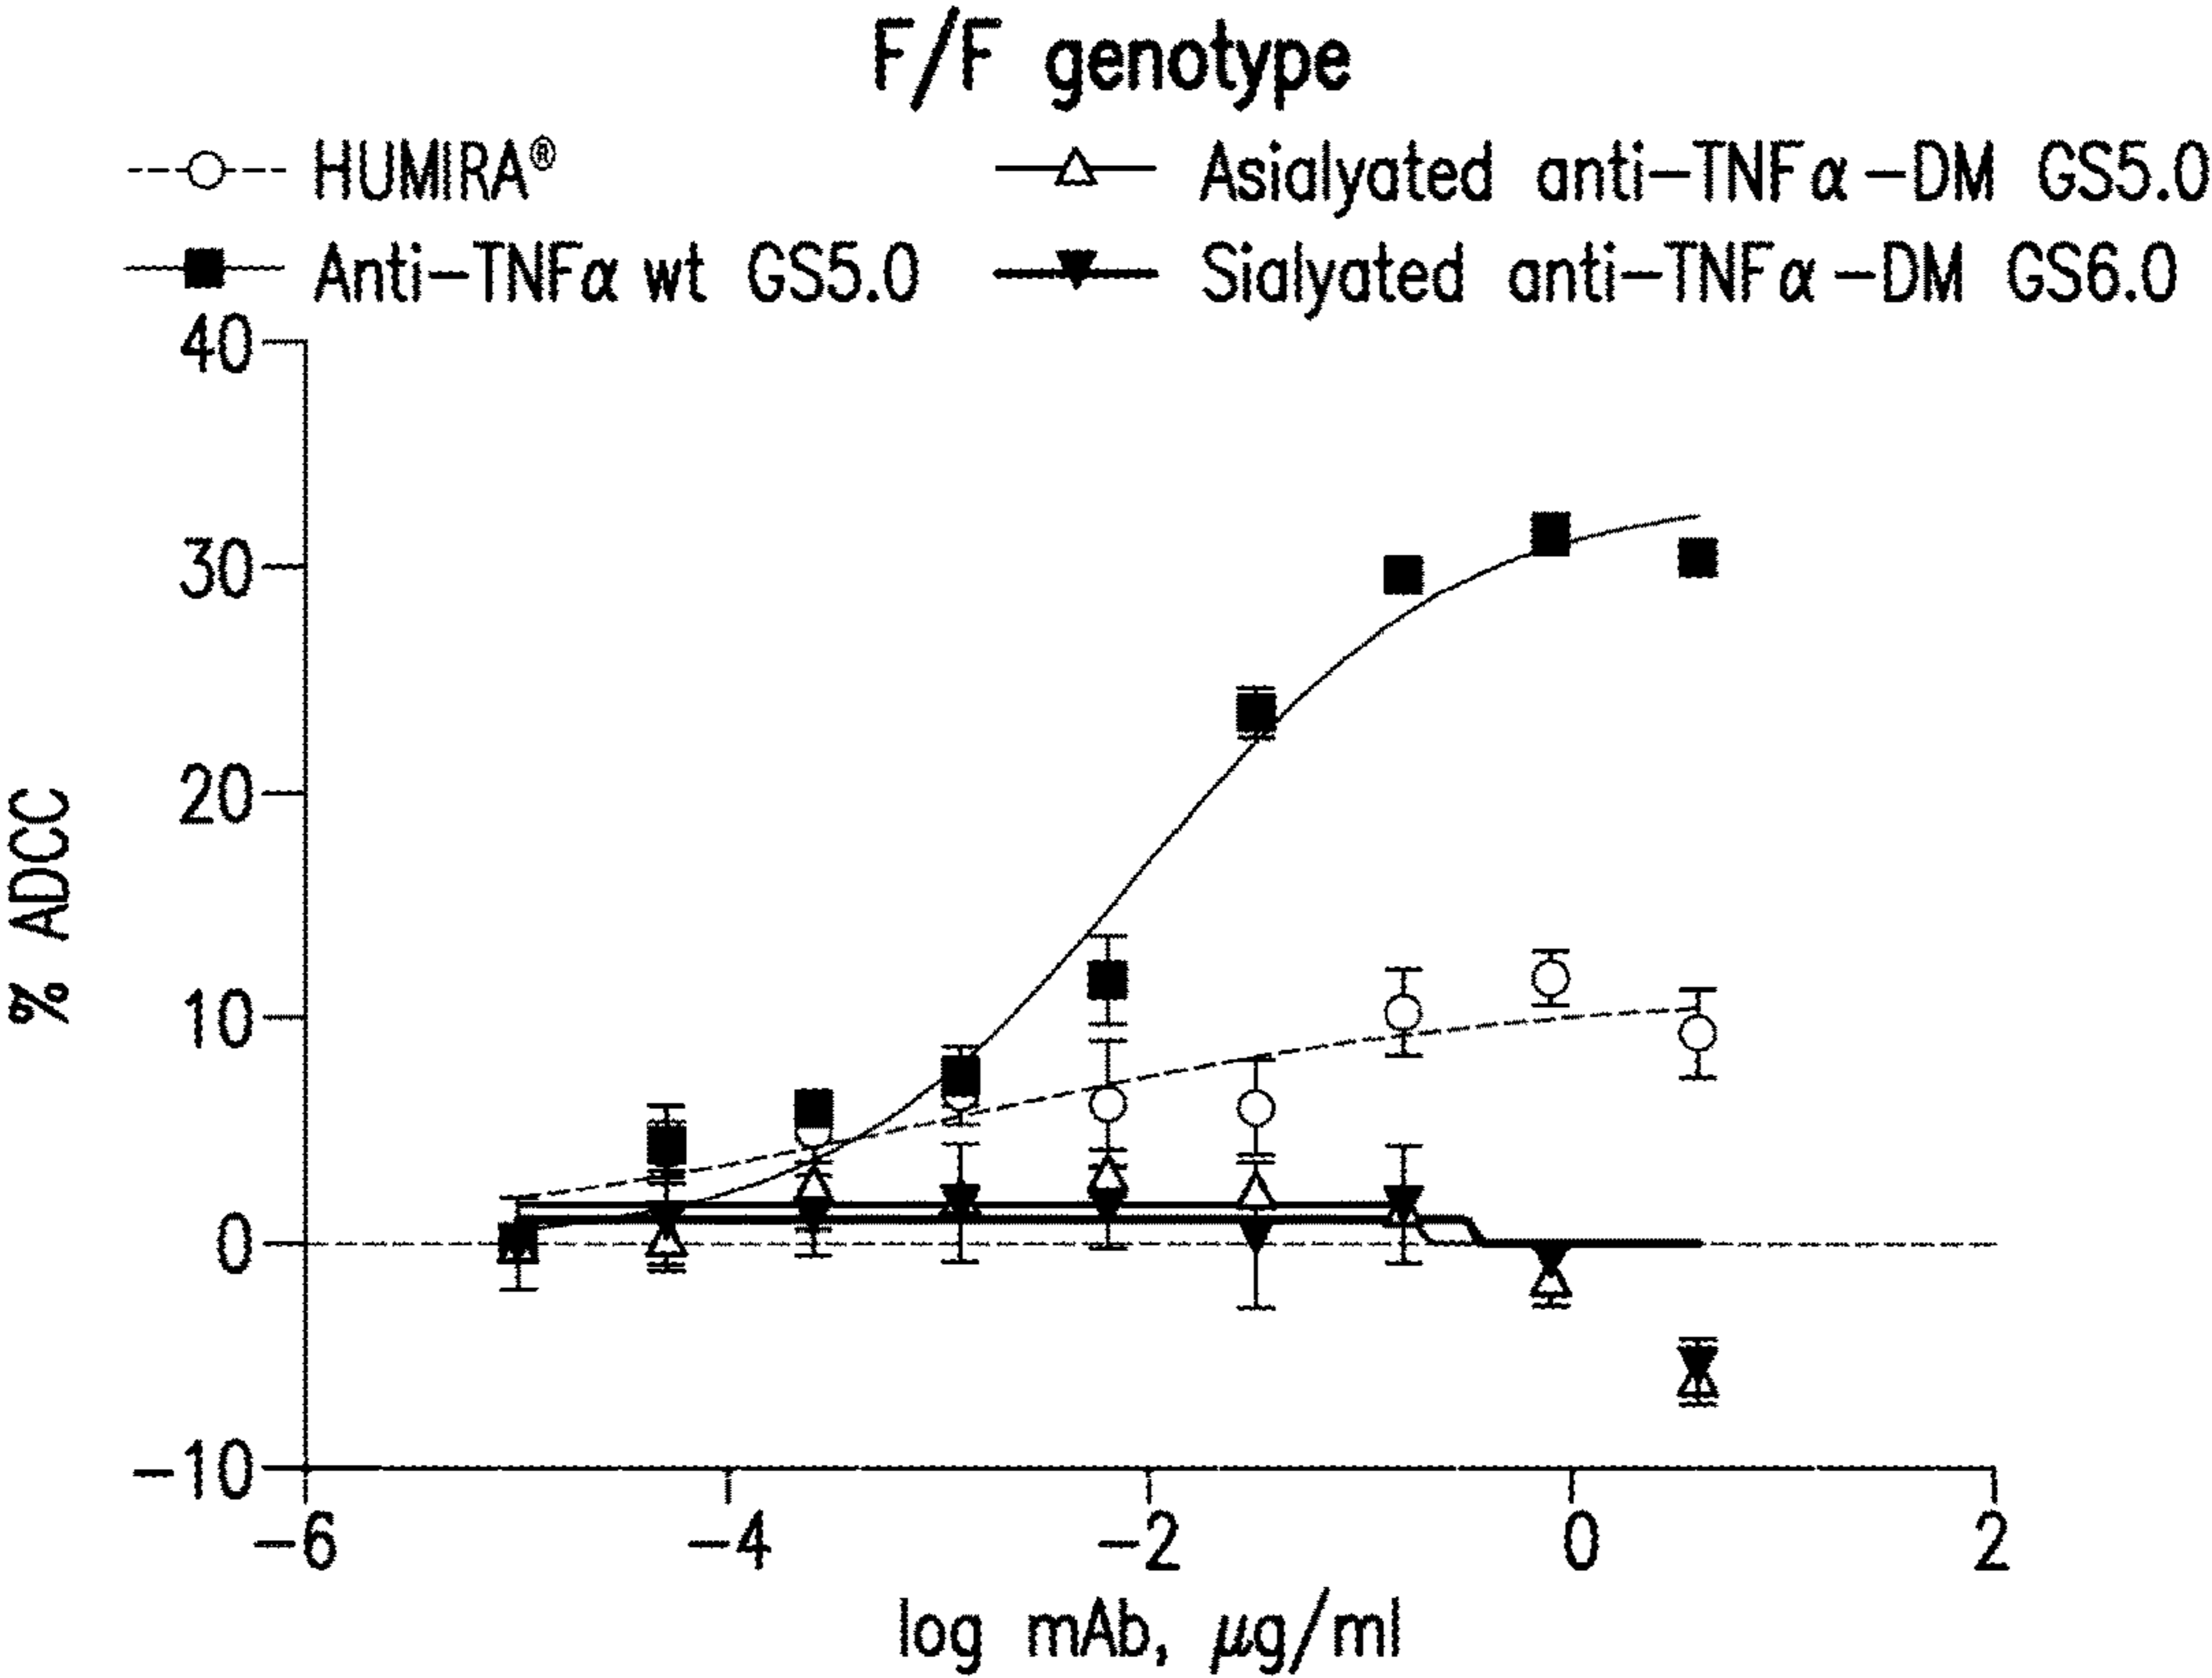 F/F genotype
HUMIRA®
Asialyated anti-TNFα-DM GS5.0
Anti-TNFα wt GS5.0
Sialyated anti-TNFα-DM GS6.0
40
30
20
10
0
-10
% ADCC
-6 -4 -2 0 2
log mAb, μg/ml